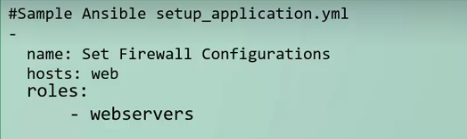 #Sample Ansible setup_application.yml
-
name: Set Firewall Configurations
hosts: web
roles:
- webservers